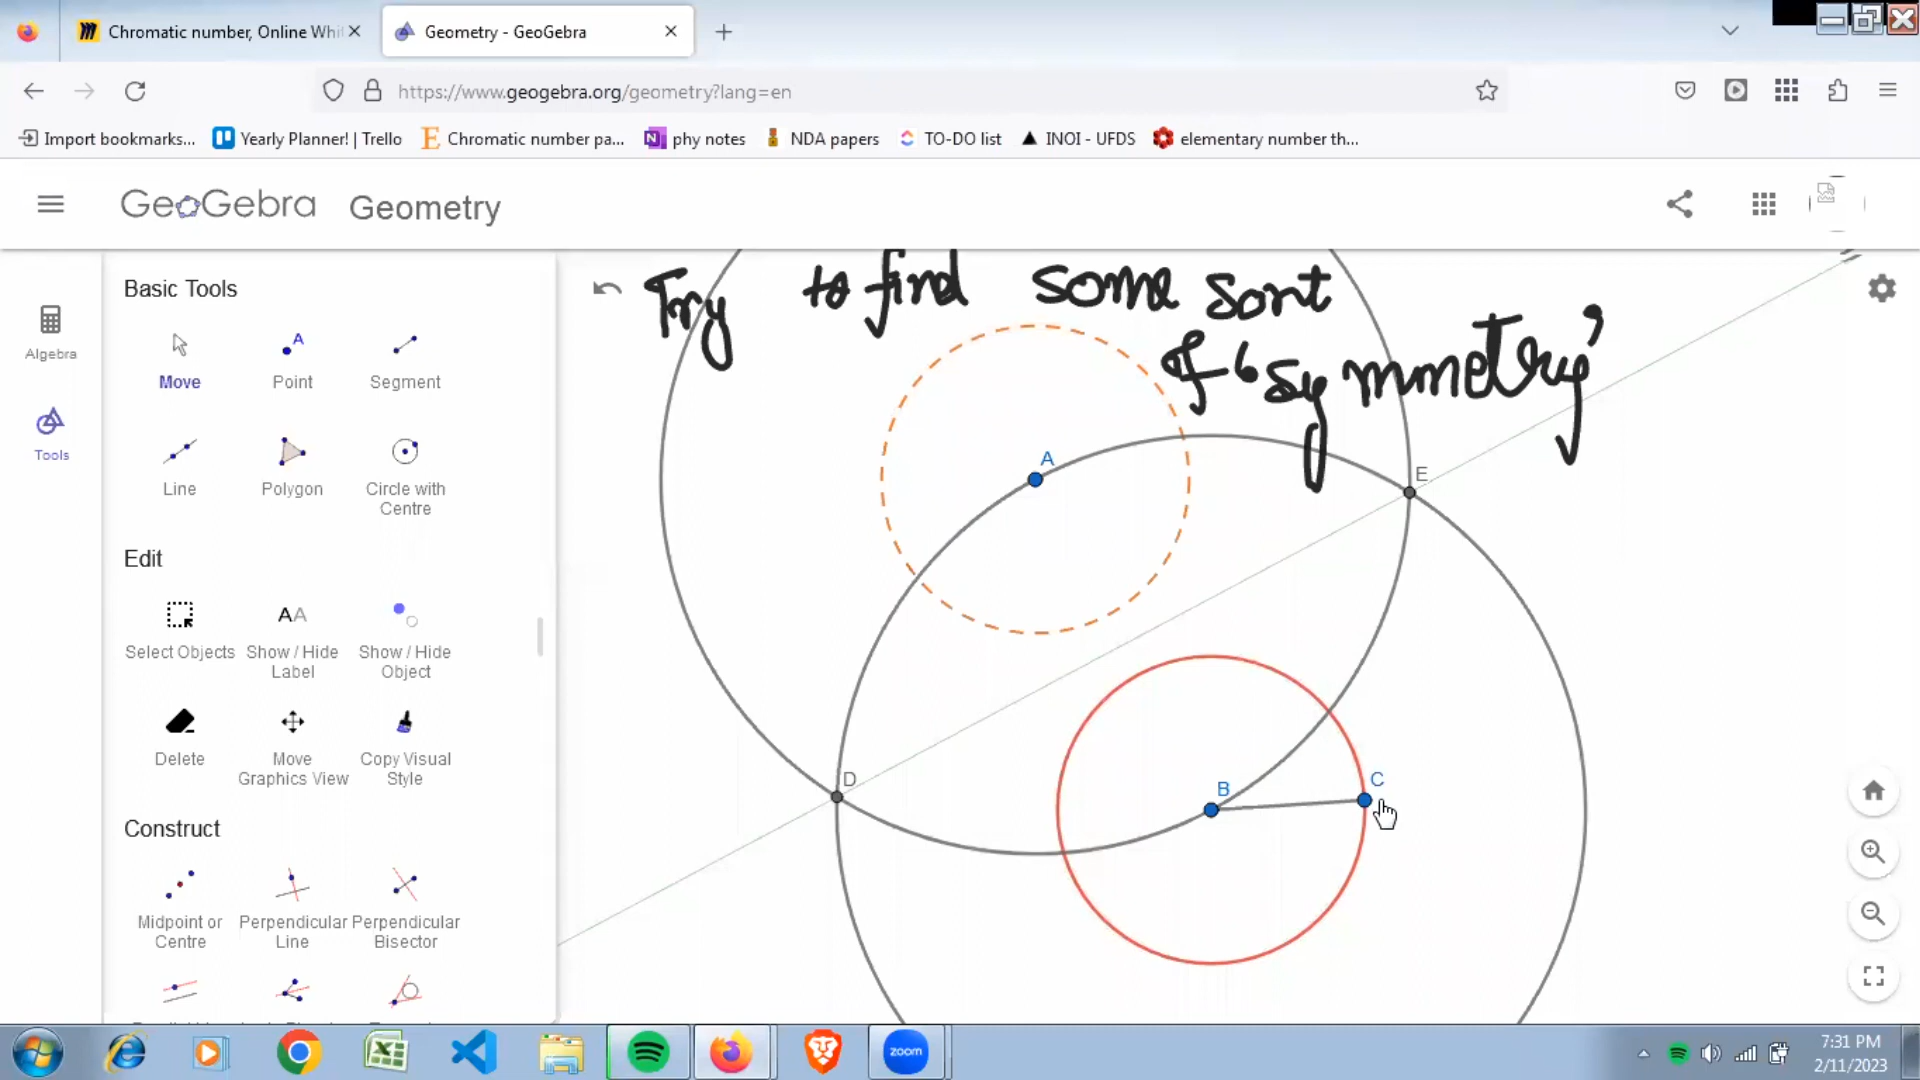 Chromatic number, Online Whi
Geometry - GeoGebra
https://www.geogebra.org/geometry?lang=en
Import bookmarks...
Yearly Planner! | Trello
Chromatic number pa...
phy notes
NDA papers
TO-DO list
INOI - UFDS
elementary number th...
GeoGebra Geometry
Algebra
Tools
Basic Tools
Move
Point
Segment
Line
Polygon
Circle with
Centre
Edit
Select Objects
Show / Hide
Label
Show / Hide
Object
AA
Delete
Move
Graphics View
Copy Visual
Style
Construct
Midpoint or
Centre
Perpendicular
Line
Perpendicular
Bisector
Try to find some sort
of ‘symmetry’
A
E
D
B
C
zoom
7:31 PM
2/11/2023